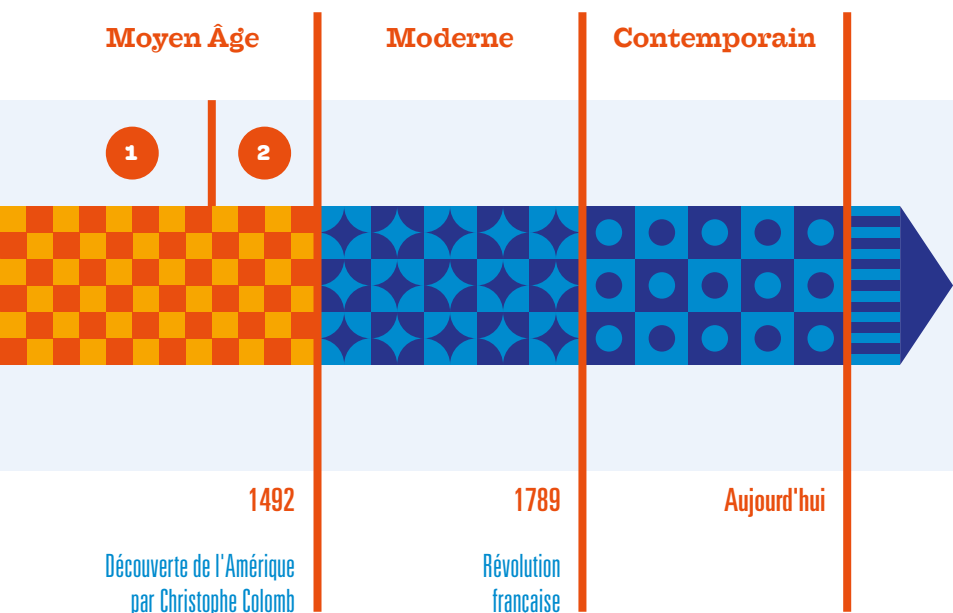 Moyen Âge
Moderne
Contemporain
1
2
1492
1789
Aujourd'hui
Découverte de l'Amérique
par Christophe Colomb
Révolution
française